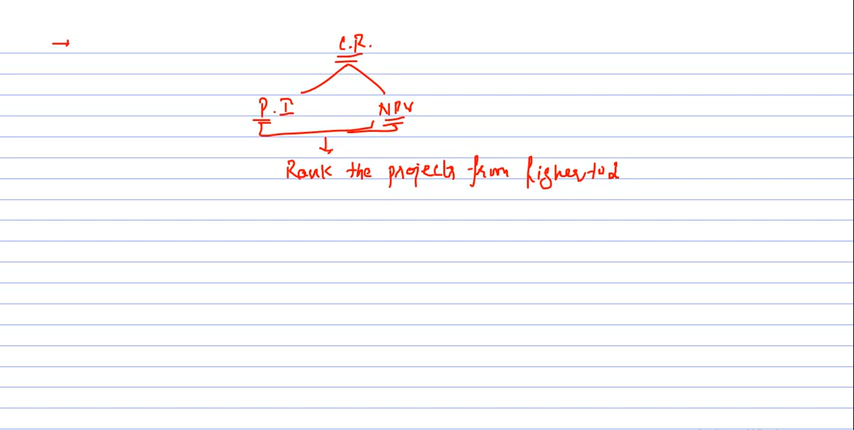 → C.R.
P.I NPV
↓
Rank the projects from higher to